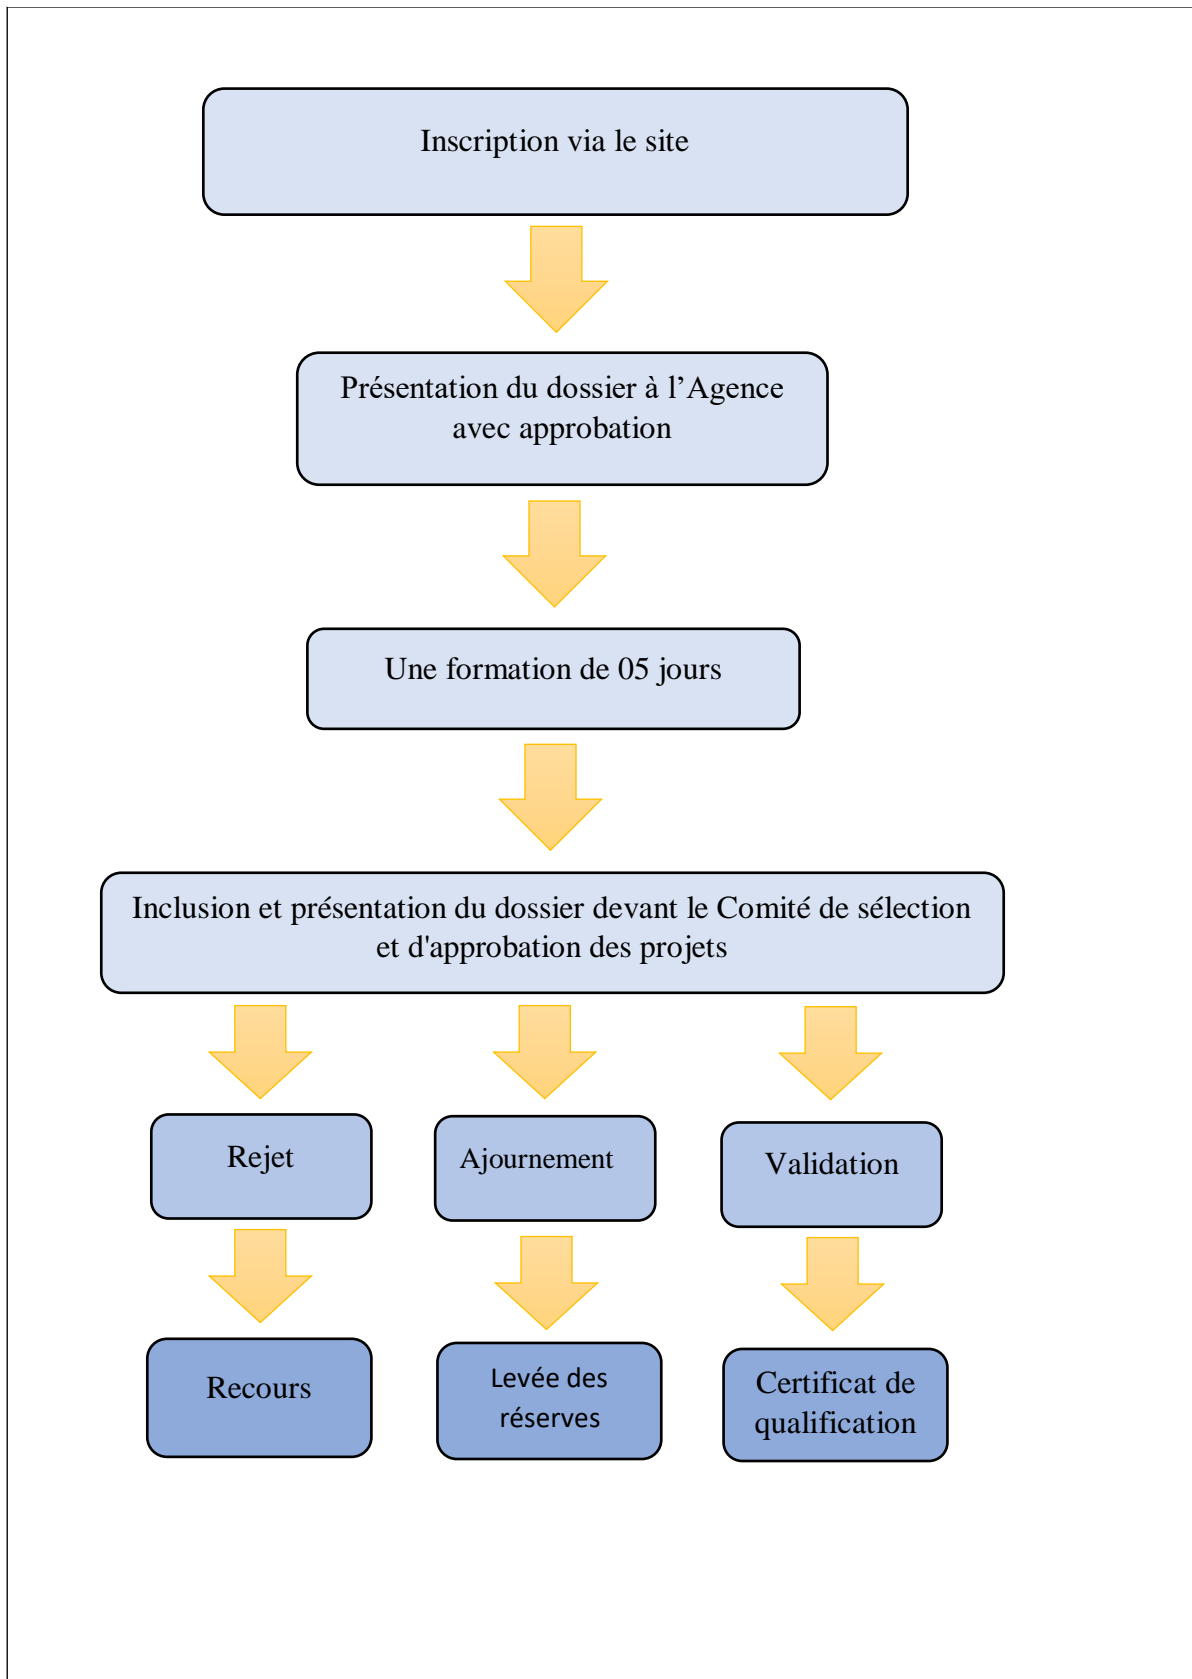 Inscription via le site
Présentation du dossier à l’Agence
avec approbation
Une formation de 05 jours
Inclusion et présentation du dossier devant le Comité de sélection
et d'approbation des projets
Rejet
Ajournement
Validation
Recours
Levée des
réserves
Certificat de
qualification